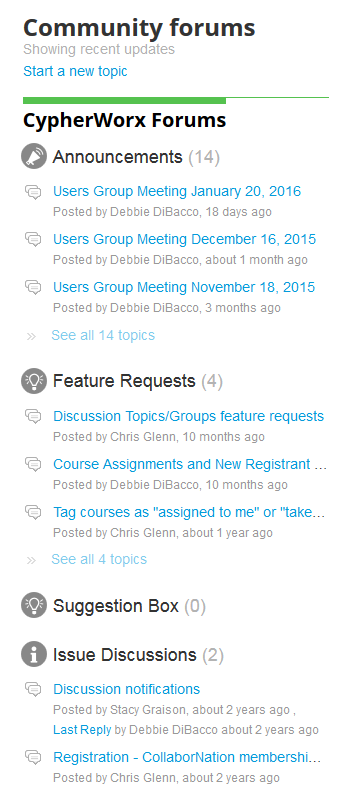 Community forums
Showing recent updates
Start a new topic
CypherWorx Forums
Announcements (14)
Users Group Meeting January 20, 2016
Posted by Debbie DiBacco, 18 days ago
Users Group Meeting December 16, 2015
Posted by Debbie DiBacco, about 1 month ago
Users Group Meeting November 18, 2015
Posted by Debbie DiBacco, 3 months ago
» See all 14 topics
Feature Requests (4)
Discussion Topics/Groups feature requests
Posted by Chris Glenn, 10 months ago
Course Assignments and New Registrant ...
Posted by Debbie DiBacco, 10 months ago
Tag courses as "assigned to me" or "take...
Posted by Chris Glenn, about 1 year ago
» See all 4 topics
Suggestion Box (0)
Issue Discussions (2)
Discussion notifications
Posted by Stacy Graison, about 2 years ago ,
Last Reply by Debbie DiBacco about 2 years ago
Registration - CollaborNation membershi...
Posted by Chris Glenn, about 2 years ago